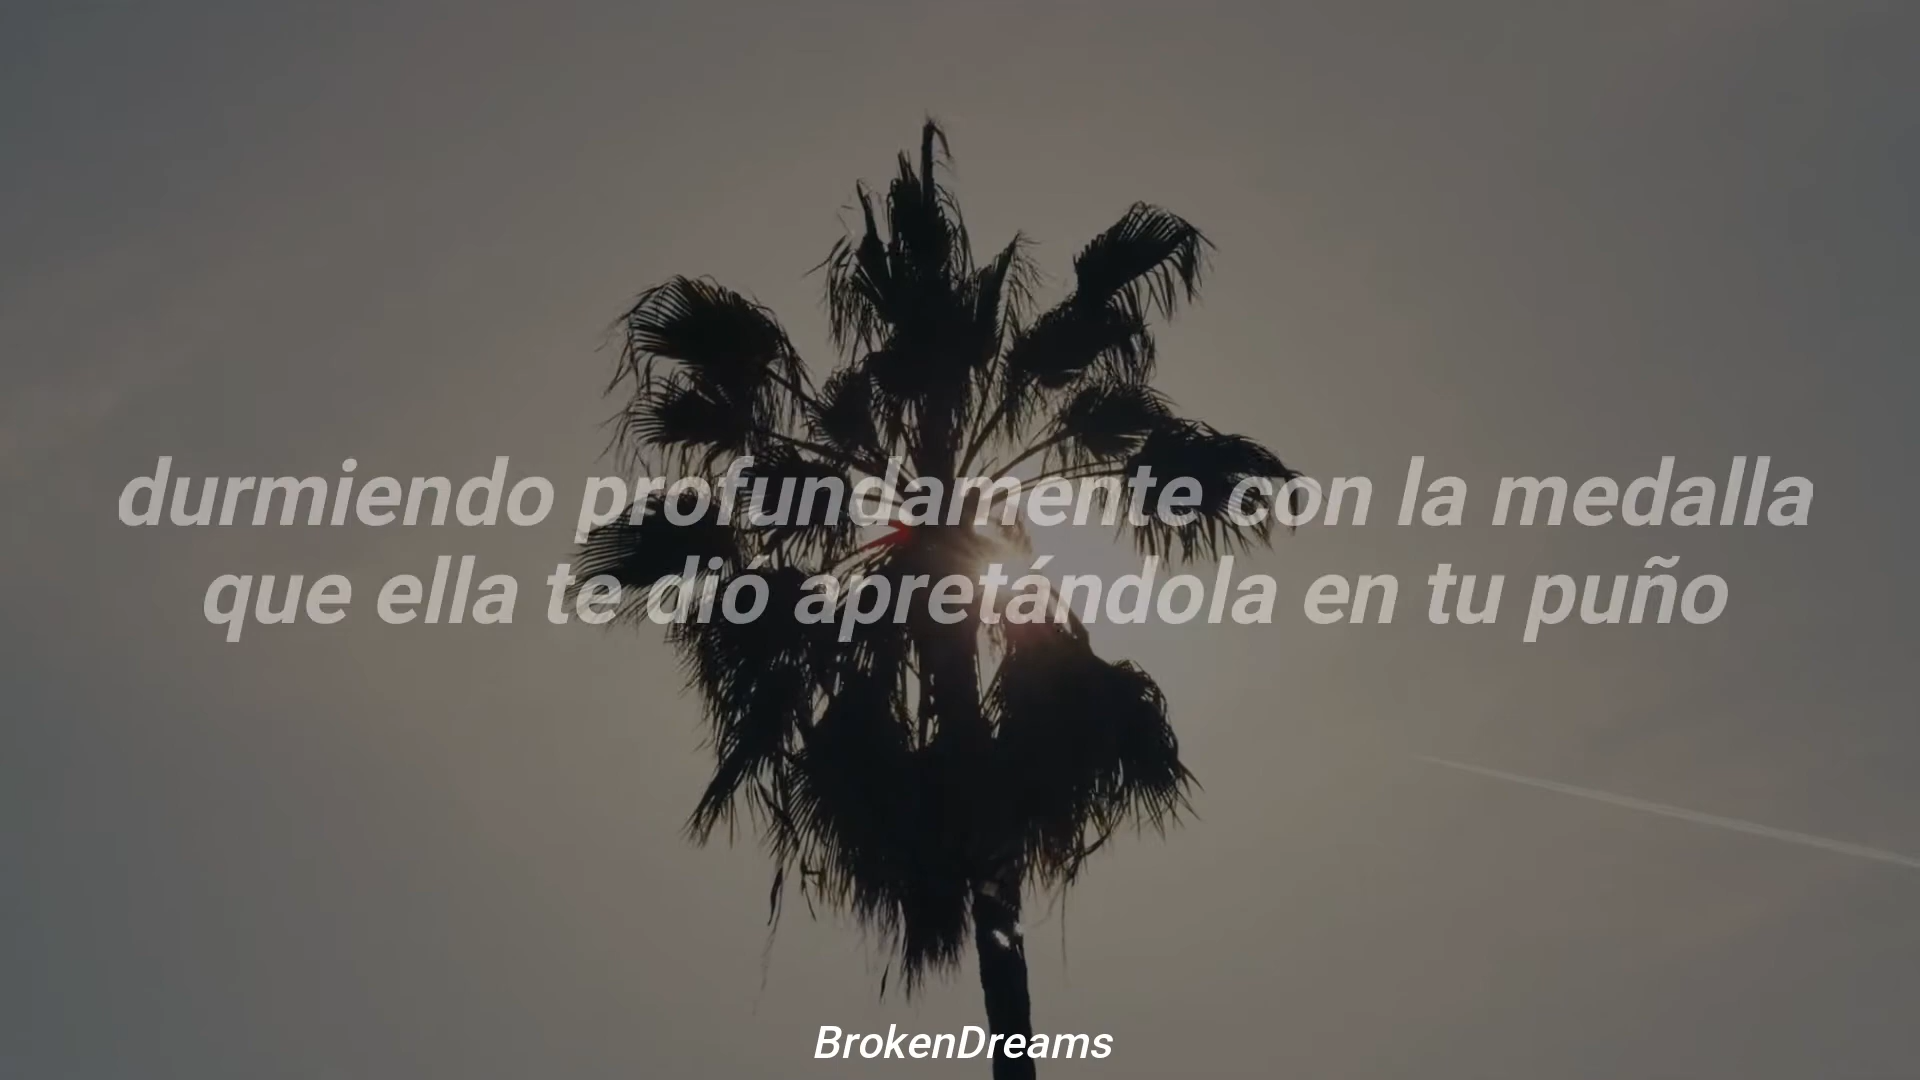 durmiendo profundamente con la medalla
que ella te dió apretándola en tu puño
BrokenDreams